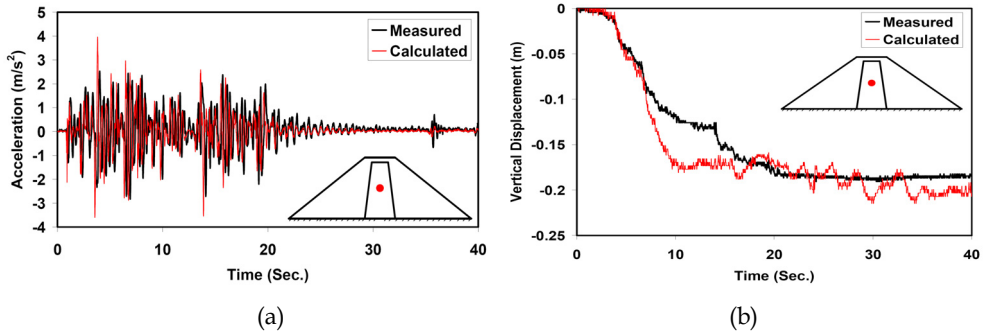 5
4
3
2
1
0
-1
-2
-3
-4
Acceleration (m/s²)
Measured
Calculated
0 10 20 30 40
Time (Sec.)
(a)
0
-0.05
-0.1
-0.15
-0.2
-0.25
Vertical Displacement (m)
Measured
Calculated
0 10 20 30 40
Time (Sec.)
(b)